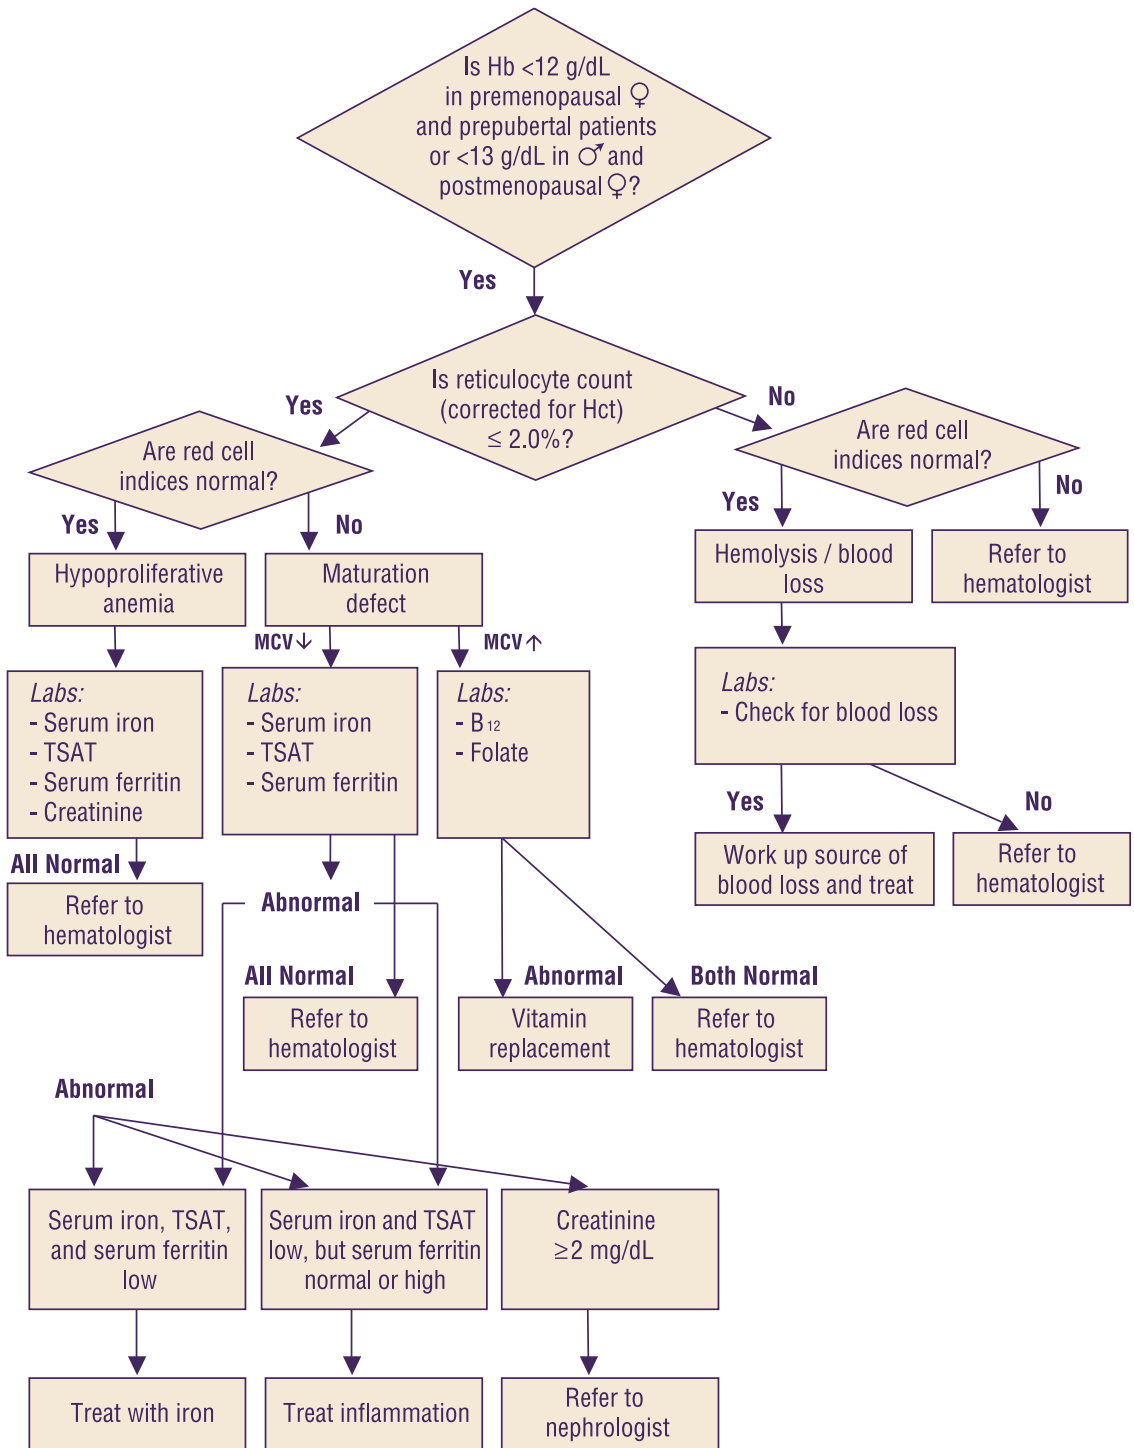 Is Hb <12 g/dL
in premenopausal ♀
and prepubertal patients
or <13 g/dL in ♂ and
postmenopausal ♀?
Yes
Is reticulocyte count
(corrected for Hct)
≤ 2.0%?
Yes
No
Are red cell
indices normal?
Are red cell
indices normal?
Yes
No
Yes
No
Hypoproliferative
anemia
Maturation
defect
Hemolysis / blood
loss
Refer to
hematologist
MCV ↓
MCV ↑
Labs:
- Serum iron
- TSAT
- Serum ferritin
- Creatinine
Labs:
- Serum iron
- TSAT
- Serum ferritin
Labs:
- B12
- Folate
Labs:
- Check for blood loss
Yes
No
All Normal
Refer to
hematologist
Abnormal
Work up source of
blood loss and treat
Refer to
hematologist
All Normal
Abnormal
Both Normal
Refer to
hematologist
Vitamin
replacement
Refer to
hematologist
Abnormal
Serum iron, TSAT,
and serum ferritin
low
Serum iron and TSAT
low, but serum ferritin
normal or high
Creatinine
≥2 mg/dL
Treat with iron
Treat inflammation
Refer to
nephrologist